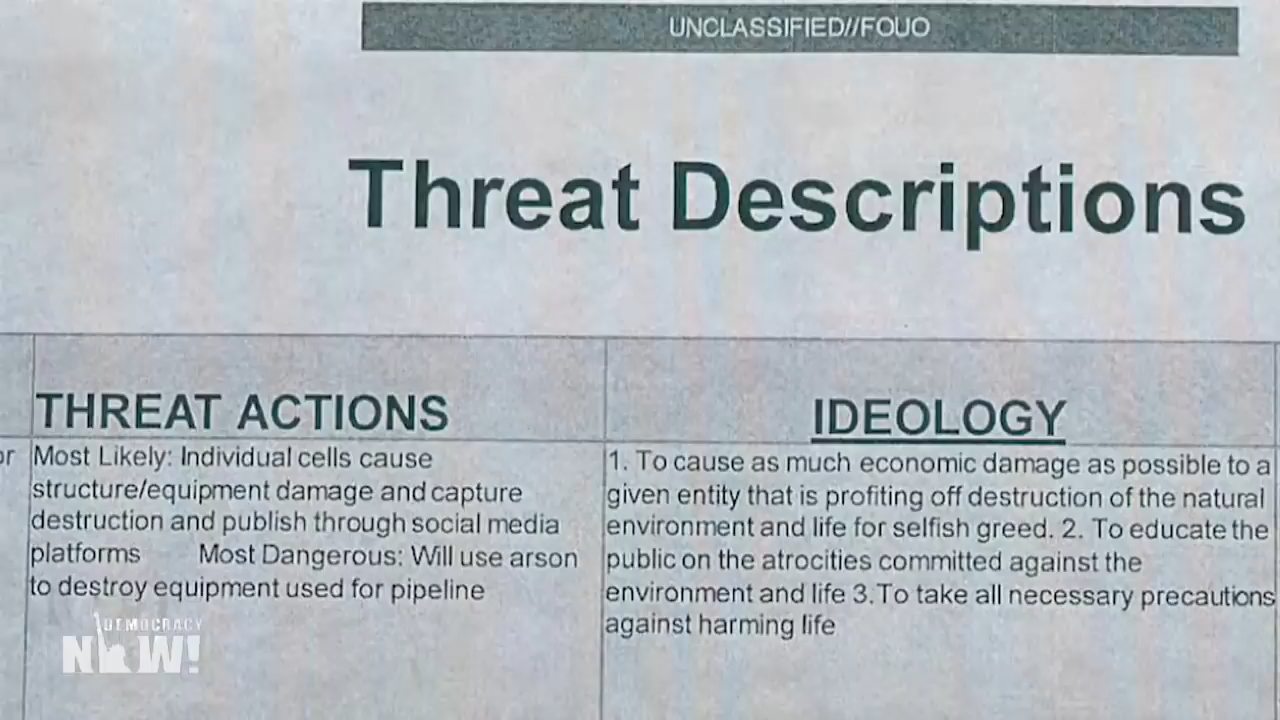 UNCLASSIFIED//FOUO
Threat Descriptions
THREAT ACTIONS
or Most Likely: Individual cells cause
structure/equipment damage and capture
destruction and publish through social media
platforms Most Dangerous: Will use arson
to destroy equipment used for pipeline
IDEOLOGY
1. To cause as much economic damage as possible to a
given entity that is profiting off destruction of the natural
environment and life for selfish greed. 2. To educate the
public on the atrocities committed against the
environment and life 3.To take all necessary precautions
against harming life
DEMOCRACY
NOW!